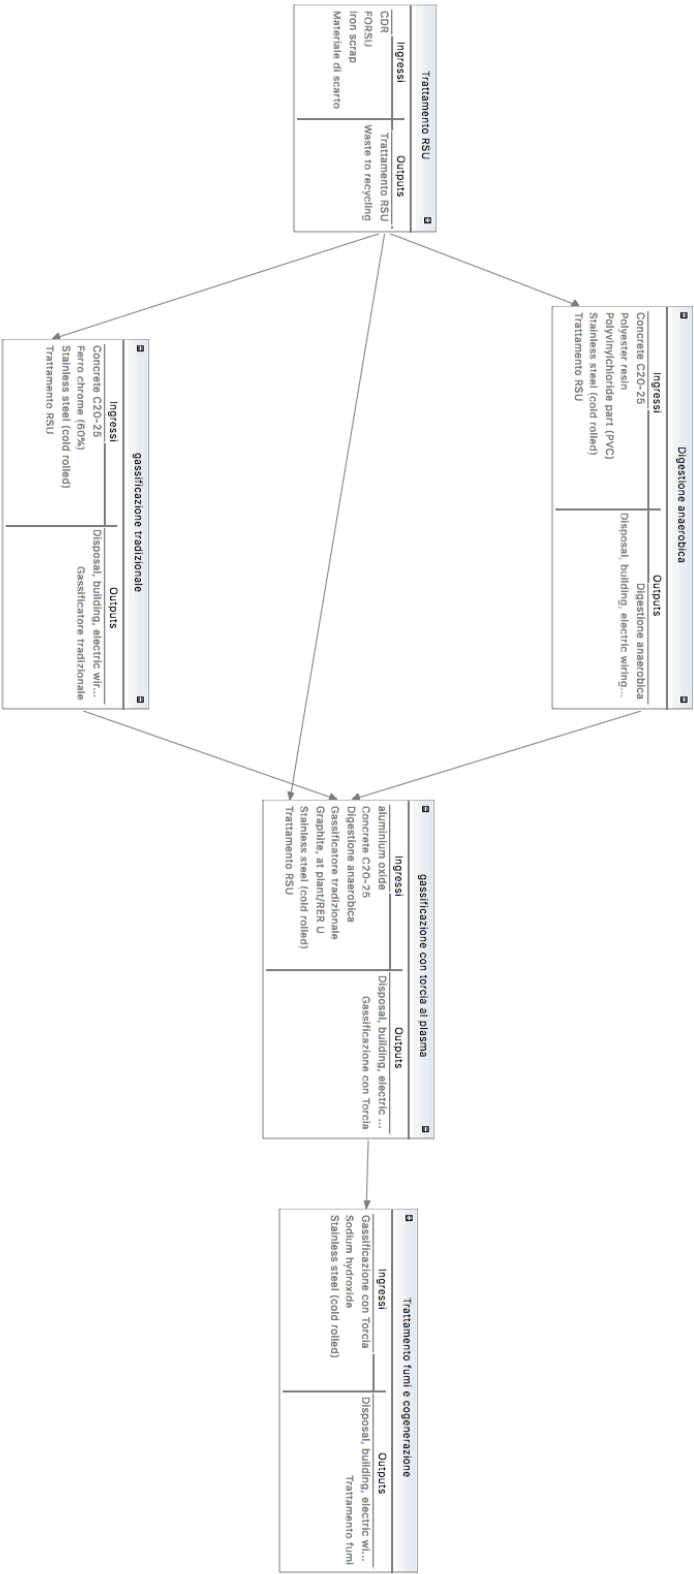 Trattamento RSU
Ingressi
Outputs
CDR
FORSU
Iron scrap
Materiale di scarto
Trattamento RSU
Waste to recycling
Digestione anaerobica
Ingressi
Outputs
Concrete C20-25
Polyester resin
Polyvinylchloride part (PVC)
Stainless steel (cold rolled)
Trattamento RSU
Digestione anaerobica
Disposal, building, electric wiring...
gassificazione tradizionale
Ingressi
Outputs
Concrete C20-25
Ferro chrome (60%)
Stainless steel (cold rolled)
Trattamento RSU
Disposal, building, electric wir...
Gassificatore tradizionale
gassificazione con torcia al plasma
Ingressi
Outputs
aluminium oxide
Concrete C20-25
Digestione anaerobica
Gassificatore tradizionale
Graphite, at plant/RER U
Stainless steel (cold rolled)
Trattamento RSU
Disposal, building, electric ...
Gassificazione con Torcia
Trattamento fumi e cogenerazione
Ingressi
Outputs
Gassificazione con Torcia
Sodium hydroxide
Stainless steel (cold rolled)
Disposal, building, electric wi...
Trattamento fumi